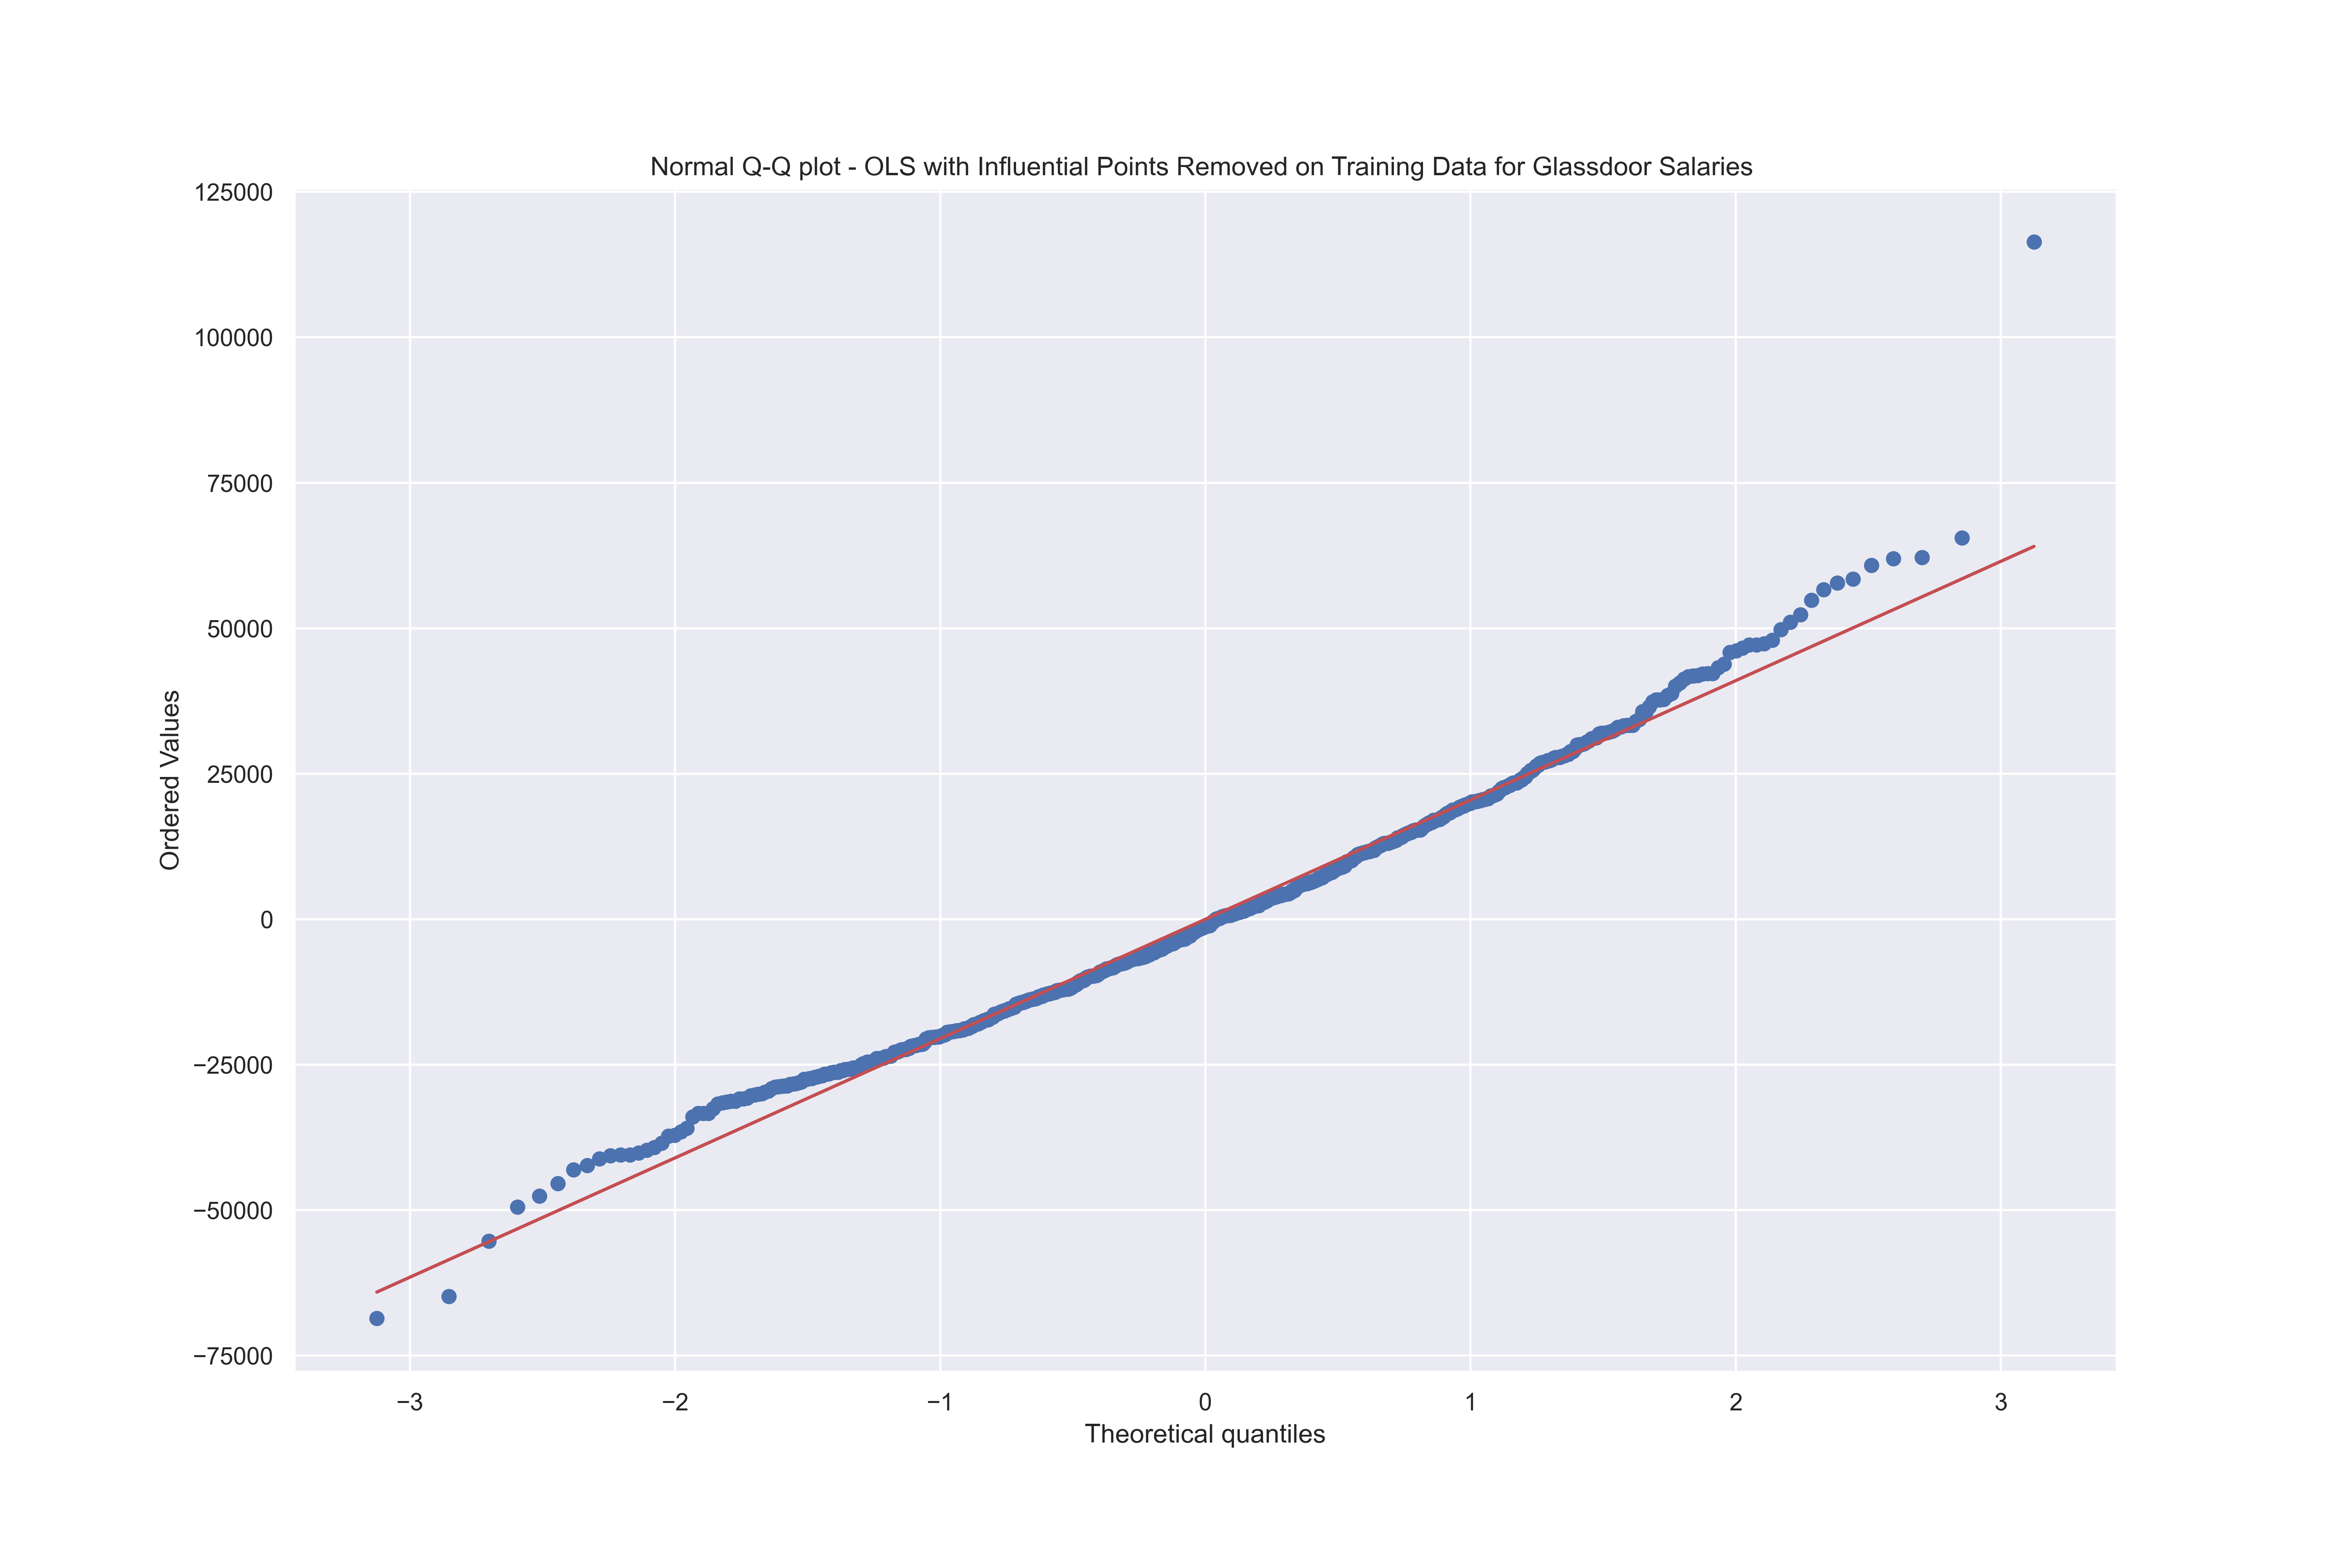 Normal Q-Q plot - OLS with Influential Points Removed on Training Data for Glassdoor Salaries
125000
100000
75000
50000
25000
0
−25000
−50000
−75000
Ordered Values
−3 −2 −1 0 1 2 3
Theoretical quantiles